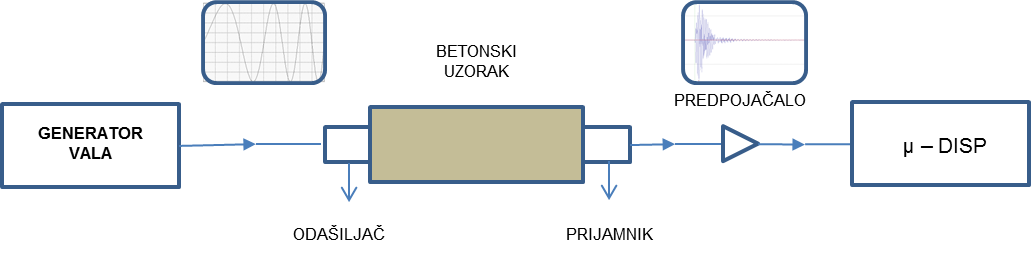 BETONSKI
UZORAK
PREDPOJAČALO
GENERATOR
VALA
μ – DISP
ODAŠILJAČ
PRIJAMNIK